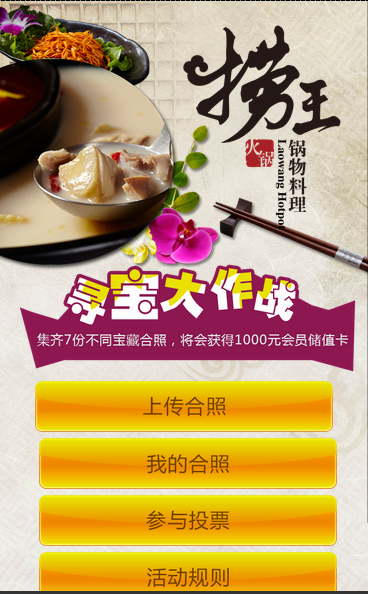 捞王
火锅
锅物料理
Laowang Hotpo
寻宝大作战
集齐7份不同宝藏合照，将会获得1000元会员储值卡
上传合照
我的合照
参与投票
活动规则